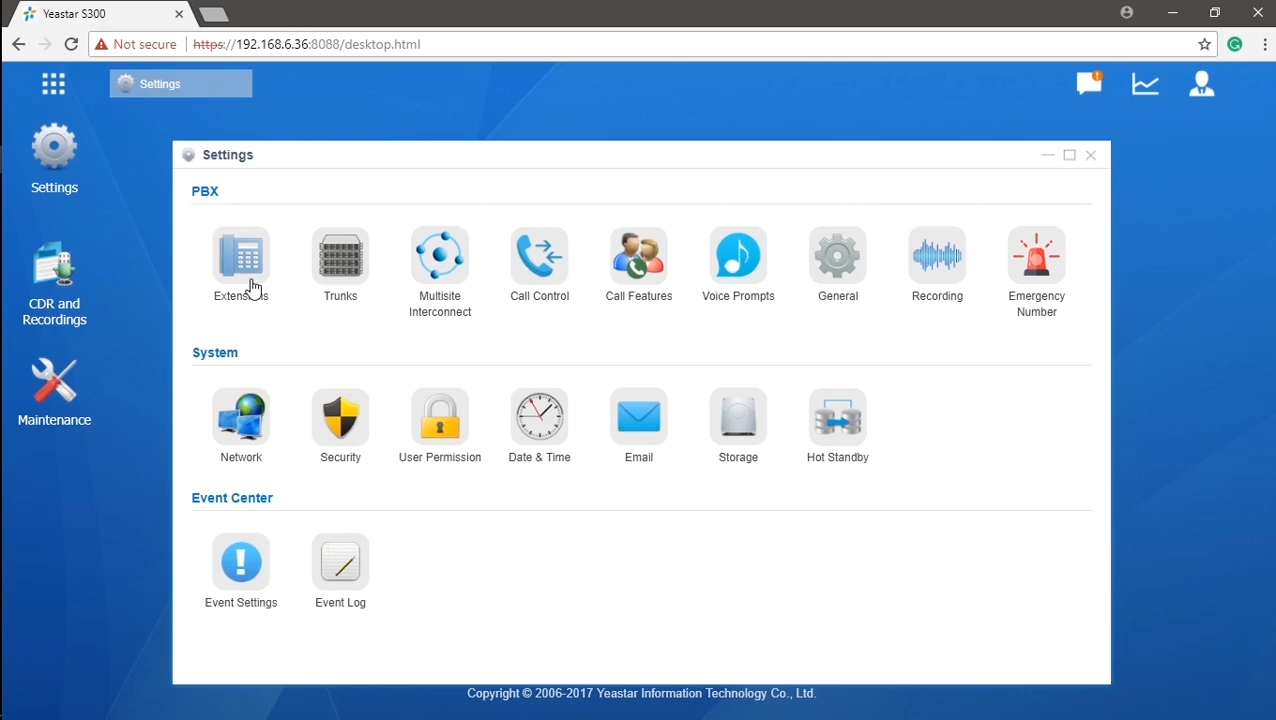 Yeastar S300
Not secure
https://192.168.6.36:8088/desktop.html
Settings
Settings
CDR and
Recordings
Maintenance
Settings
PBX
Extensions
Trunks
Multisite
Interconnect
Call Control
Call Features
Voice Prompts
General
Recording
Emergency
Number
System
Network
Security
User Permission
Date & Time
Email
Storage
Hot Standby
Event Center
Event Settings
Event Log
Copyright © 2006-2017 Yeastar Information Technology Co., Ltd.